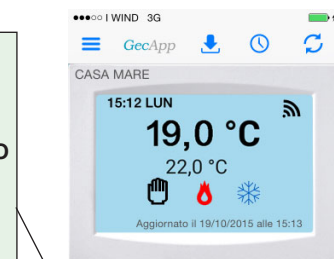 I WIND 3G
GecApp
CASA MARE
15:12 LUN
19,0 °C
22,0 °C
Aggiornato il 19/10/2015 alle 15:13